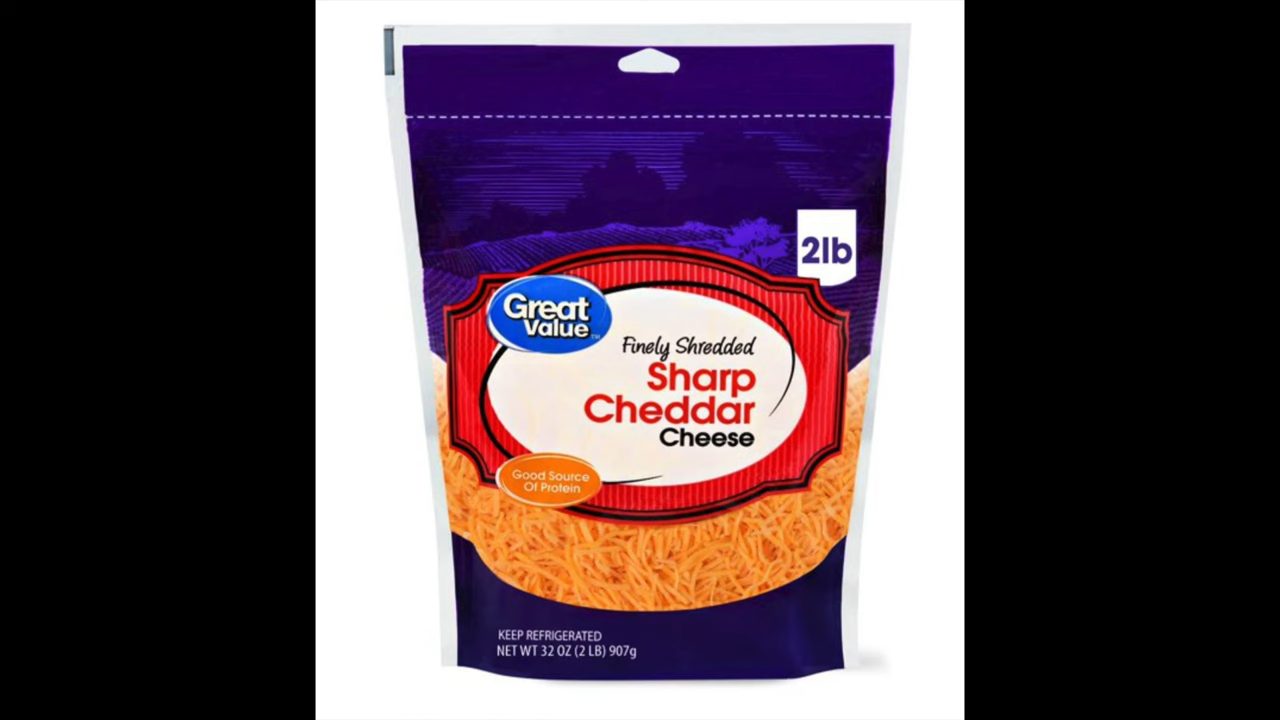 2lb
Great
Value™
Finely Shredded
Sharp
Cheddar
Cheese
Good Source
Of Protein
KEEP REFRIGERATED
NET WT 32 OZ (2 LB) 907g